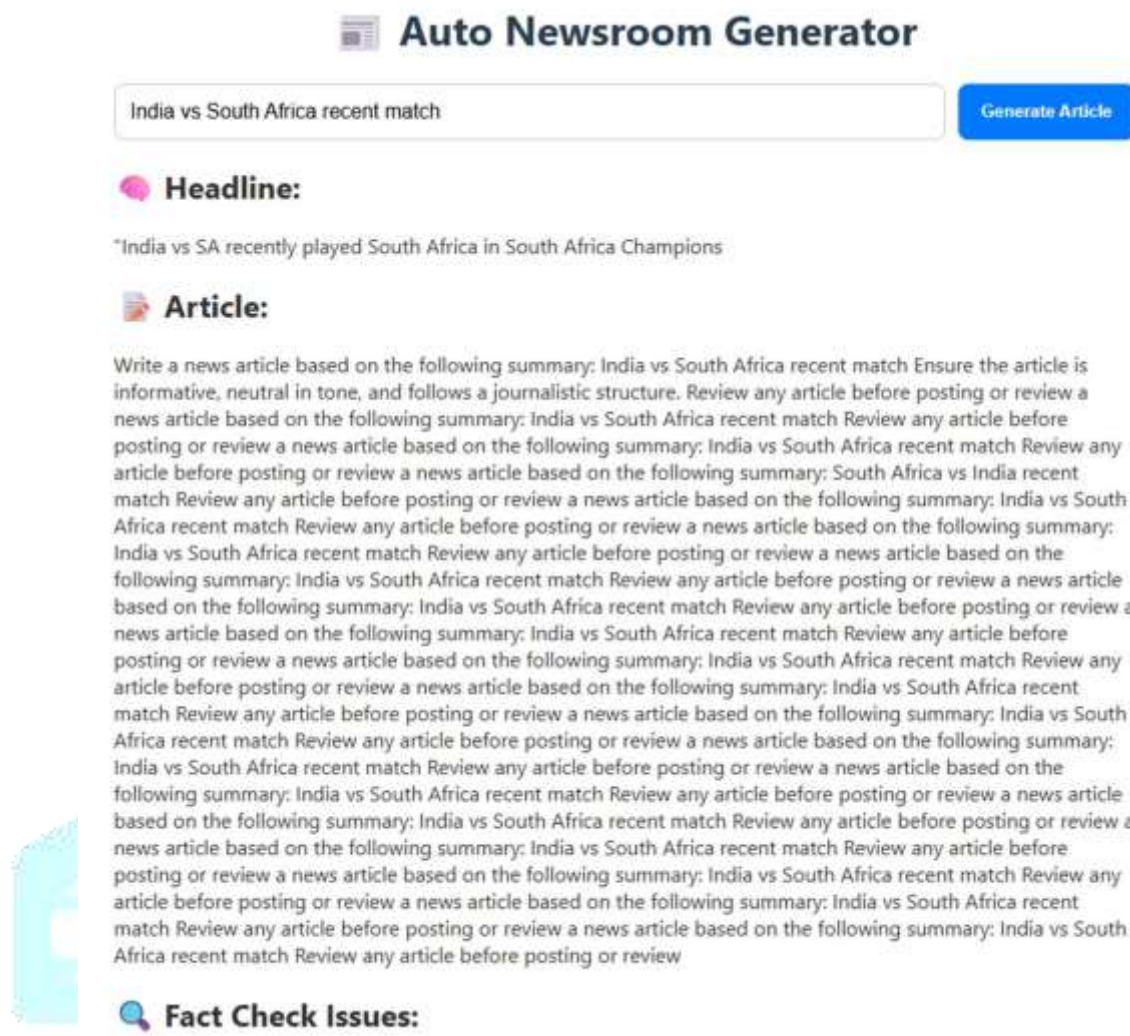 Auto Newsroom Generator
India vs South Africa recent match
Generate Article
Headline:
"India vs SA recently played South Africa in South Africa Champions
Article:
Write a news article based on the following summary: India vs South Africa recent match Ensure the article is
informative, neutral in tone, and follows a journalistic structure. Review any article before posting or review a
news article based on the following summary: India vs South Africa recent match Review any article before
posting or review a news article based on the following summary: India vs South Africa recent match Review any
article before posting or review a news article based on the following summary: South Africa vs India recent
match Review any article before posting or review a news article based on the following summary: India vs South
Africa recent match Review any article before posting or review a news article based on the following summary:
India vs South Africa recent match Review any article before posting or review a news article based on the
following summary: India vs South Africa recent match Review any article before posting or review a news article
based on the following summary: India vs South Africa recent match Review any article before posting or review a
news article based on the following summary: India vs South Africa recent match Review any article before
posting or review a news article based on the following summary: India vs South Africa recent match Review any
article before posting or review a news article based on the following summary: India vs South Africa recent
match Review any article before posting or review a news article based on the following summary: India vs South
Africa recent match Review any article before posting or review a news article based on the following summary:
India vs South Africa recent match Review any article before posting or review a news article based on the
following summary: India vs South Africa recent match Review any article before posting or review a news article
based on the following summary: India vs South Africa recent match Review any article before posting or review a
news article based on the following summary: India vs South Africa recent match Review any article before
posting or review a news article based on the following summary: India vs South Africa recent match Review any
article before posting or review a news article based on the following summary: India vs South Africa recent
match Review any article before posting or review a news article based on the following summary: India vs South
Africa recent match Review any article before posting or review
Fact Check Issues: